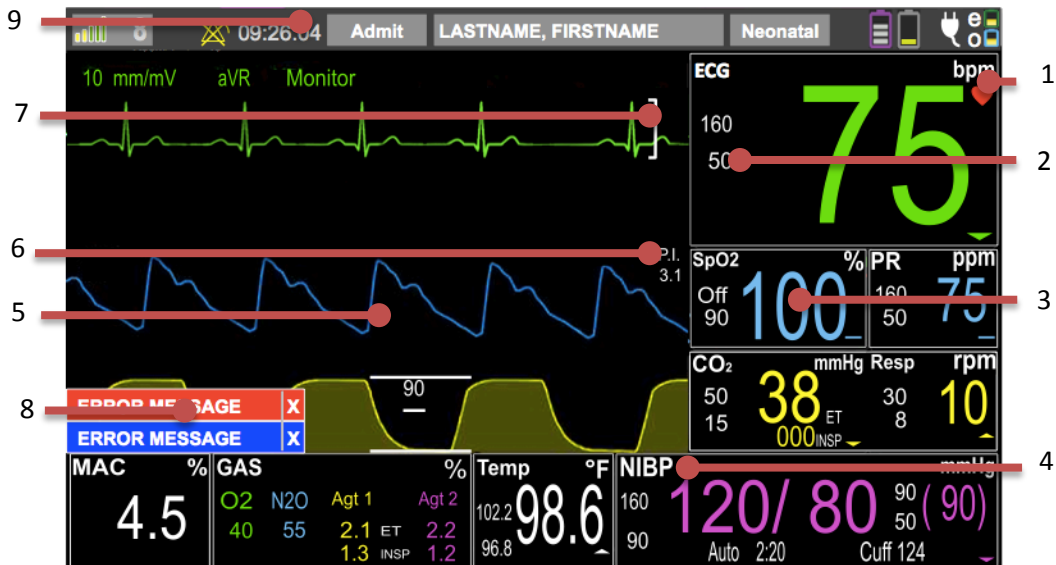 9
8 09:26:04 Admit LASTNAME, FIRSTNAME Neonatal e
o
10 mm/mV aVR Monitor
ECG bpm
1
7
160
50
75
2
6
P.I.
3.1
SpO2 %
Off
90
100
PR ppm
160
50
75
5
3
CO2 mmHg
50
15
38 ET
000 INSP
Resp rpm
30
8
10
90
8
ERROR MESSAGE X
ERROR MESSAGE X
MAC %
4.5
GAS %
O2 N2O Agt 1 Agt 2
40 55 2.1 ET 2.2
1.3 INSP 1.2
Temp °F
102.2
96.8
98.6
NIBP mmHg
4
160
90
120/ 80
90
50
(90)
Auto 2:20 Cuff 124